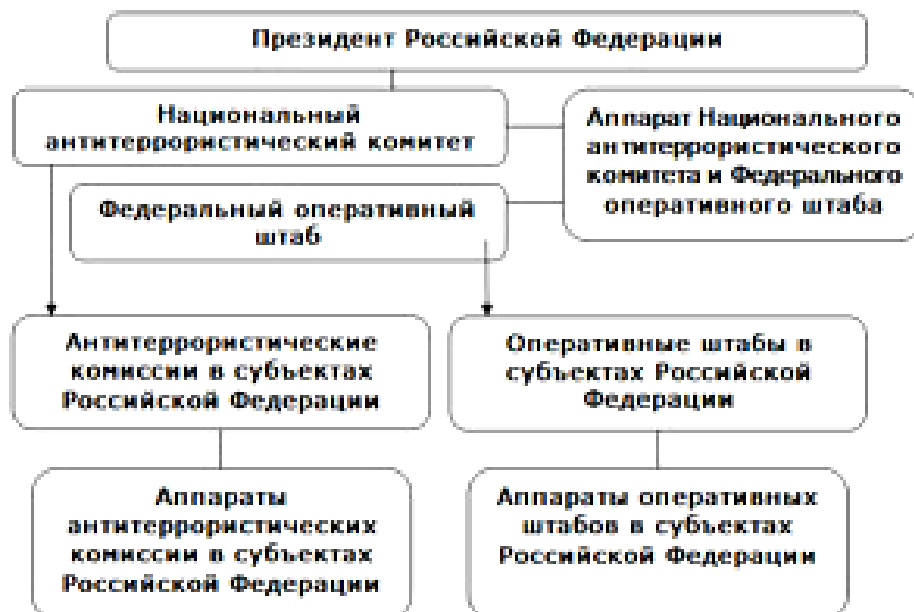 Президент Российской Федерации
Национальный
антитеррористический комитет
Аппарат Национального
антитеррористического
комитета и Федерального
оперативного штаба
Федеральный оперативный
штаб
Антитеррористические
комиссии в субъектах
Российской Федерации
Оперативные штабы в
субъектах Российской
Федерации
Аппараты
антитеррористических
комиссии в субъектах
Российской Федерации
Аппараты оперативных
штабов в субъектах
Российской Федерации